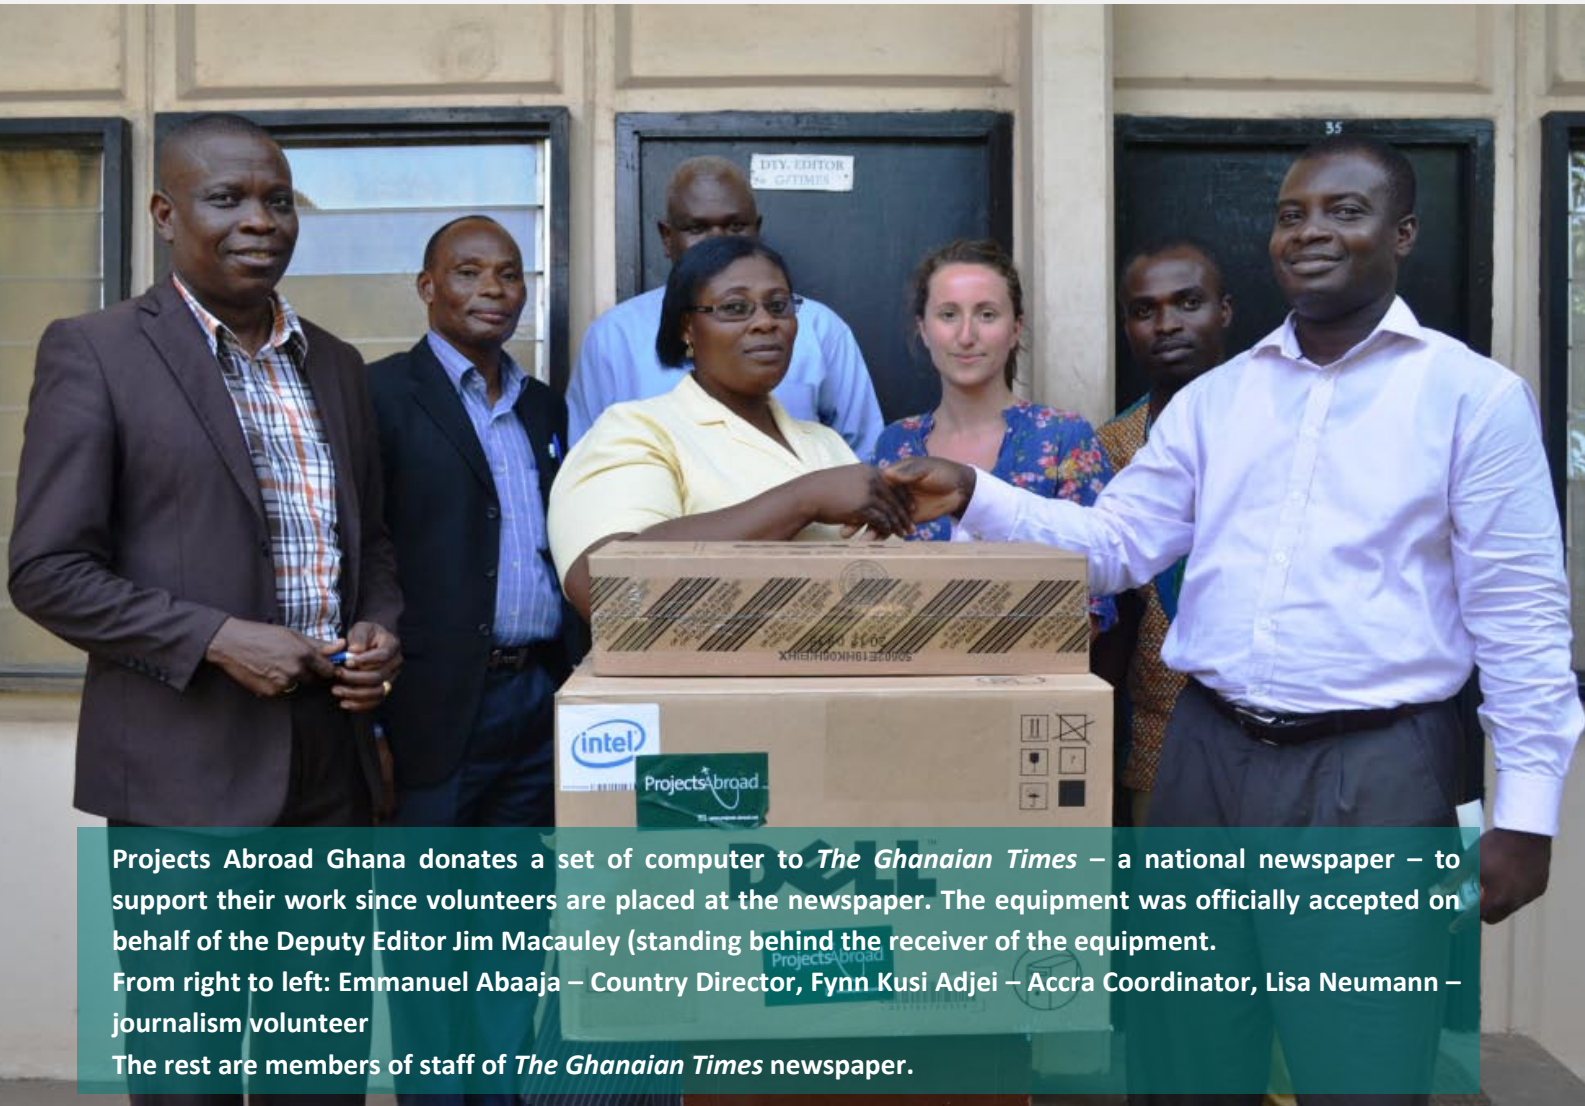 35
DTY. EDITOR
G/TIMES
intel
ProjectsAbroad
DELL
Projects Abroad Ghana donates a set of computer to The Ghanaian Times – a national newspaper – to
support their work since volunteers are placed at the newspaper. The equipment was officially accepted on
behalf of the Deputy Editor Jim Macauley (standing behind the receiver of the equipment.
ProjectsAbroad
From right to left: Emmanuel Abaaja – Country Director, Fynn Kusi Adjei – Accra Coordinator, Lisa Neumann –
journalism volunteer
The rest are members of staff of The Ghanaian Times newspaper.